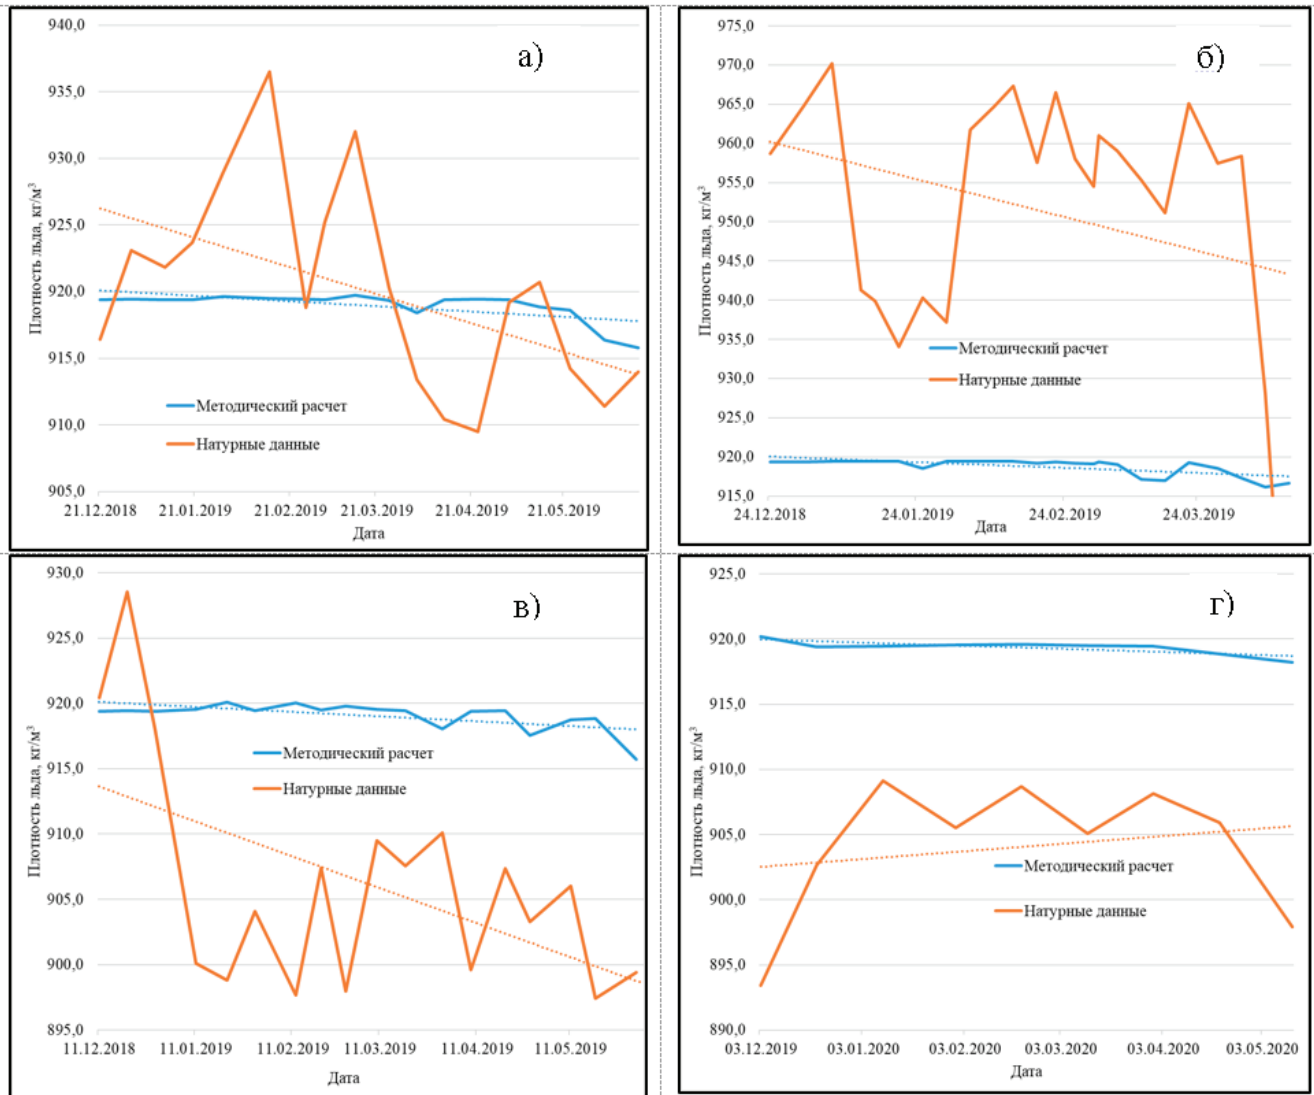 а)
940,0
935,0
930,0
925,0
920,0
915,0
910,0
905,0
Плотность льда, кг/м³
Методический расчет
Натурные данные
21.12.2018 21.01.2019 21.02.2019 21.03.2019 21.04.2019 21.05.2019
Дата
б)
975,0
970,0
965,0
960,0
955,0
950,0
945,0
940,0
935,0
930,0
925,0
920,0
915,0
Плотность льда, кг/м³
Методический расчет
Натурные данные
24.12.2018 24.01.2019 24.02.2019 24.03.2019
Дата
в)
930,0
925,0
920,0
915,0
910,0
905,0
900,0
895,0
Плотность льда, кг/м³
Методический расчет
Натурные данные
11.12.2018 11.01.2019 11.02.2019 11.03.2019 11.04.2019 11.05.2019
Дата
г)
925,0
920,0
915,0
910,0
905,0
900,0
895,0
890,0
Плотность льда, кг/м³
Методический расчет
Натурные данные
03.12.2019 03.01.2020 03.02.2020 03.03.2020 03.04.2020 03.05.2020
Дата